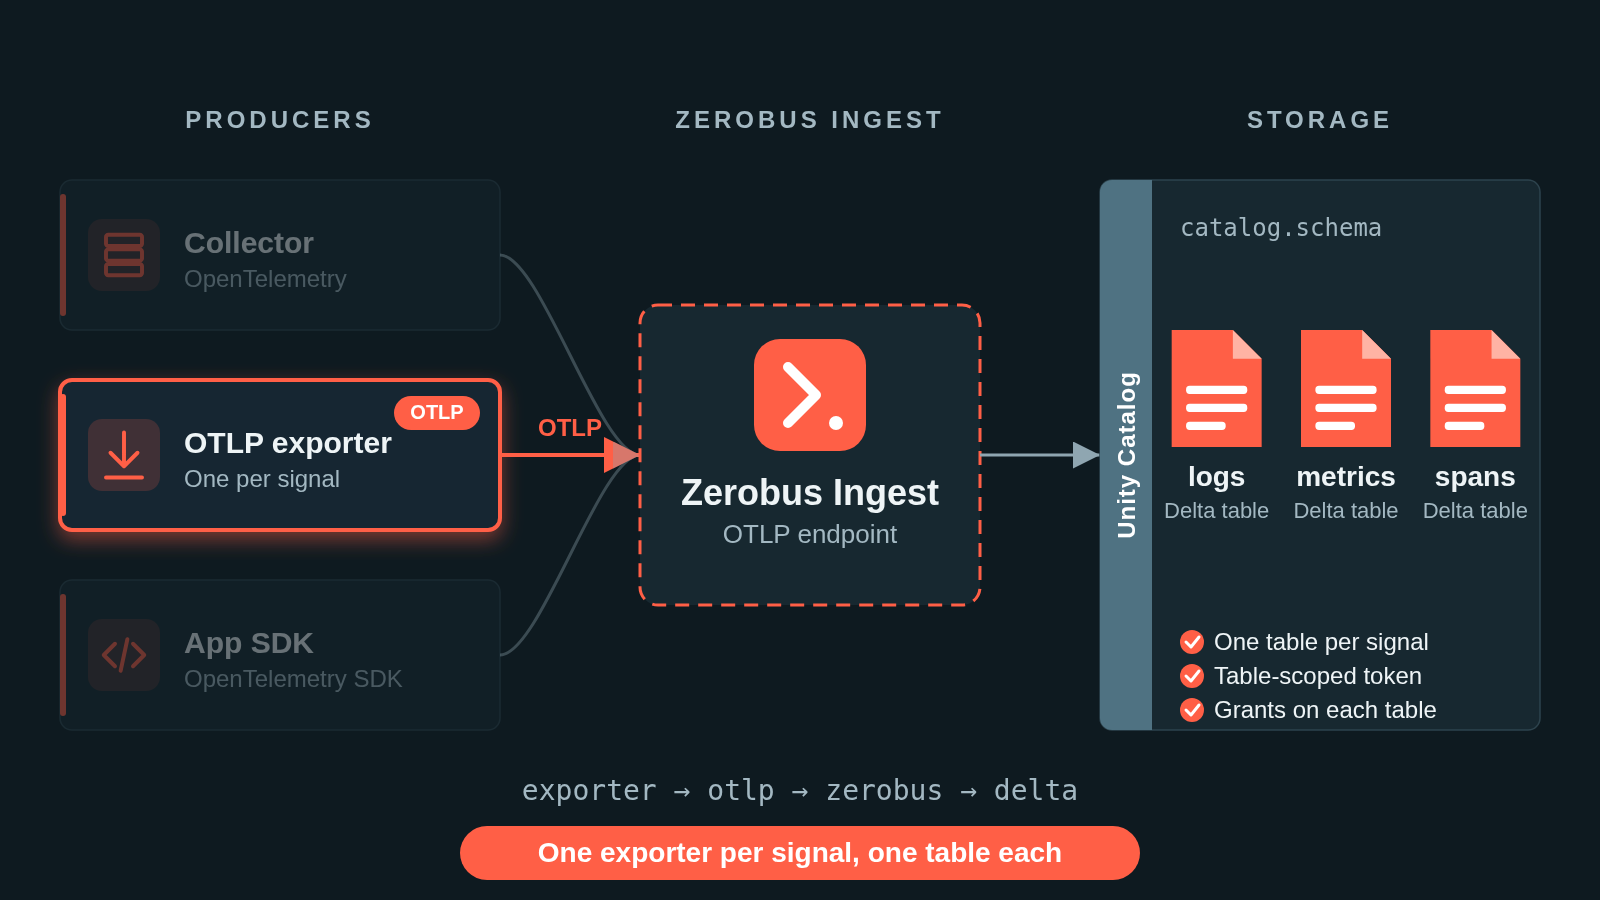 PRODUCERS
ZEROBUS INGEST
STORAGE
Collector
OpenTelemetry
OTLP
OTLP exporter
One per signal
App SDK
OpenTelemetry SDK
OTLP
Zerobus Ingest
OTLP endpoint
Unity Catalog
catalog.schema
logs
Delta table
metrics
Delta table
spans
Delta table
One table per signal
Table-scoped token
Grants on each table
exporter → otlp → zerobus → delta
One exporter per signal, one table each